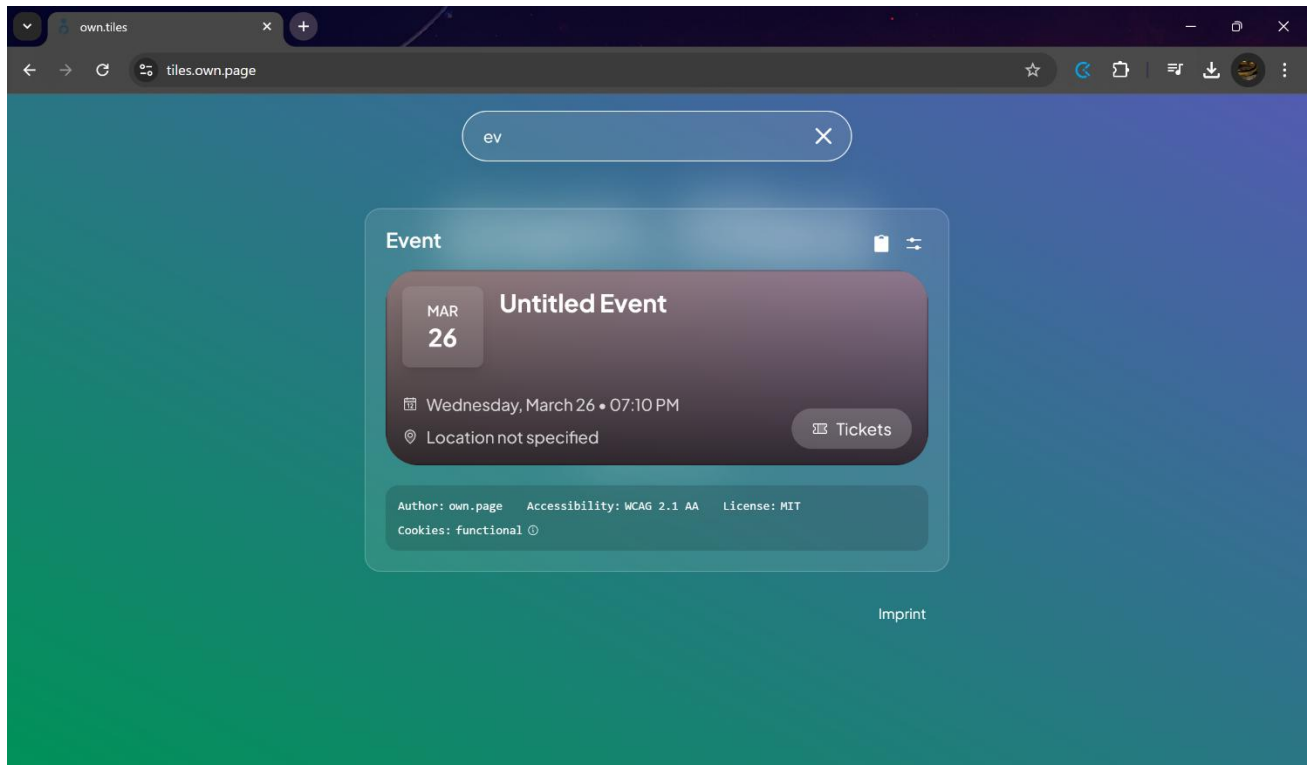 own.tiles
tiles.own.page
ev
Event
MAR
26
Untitled Event
Wednesday, March 26 • 07:10 PM
Location not specified
Tickets
Author: own.page Accessibility: WCAG 2.1 AA License: MIT
Cookies: functional
Imprint